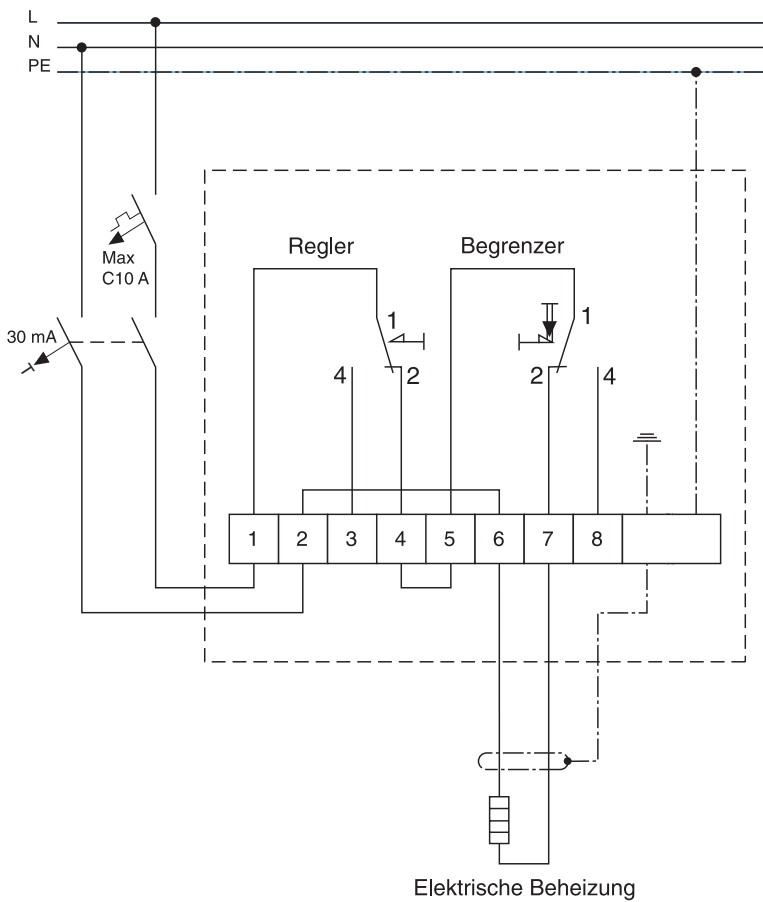 L
N
PE
Regler
Begrenzer
Max
C10 A
30 mA
1
1
4
2
2
4
1 2 3 4 5 6 7 8
Elektrische Beheizung